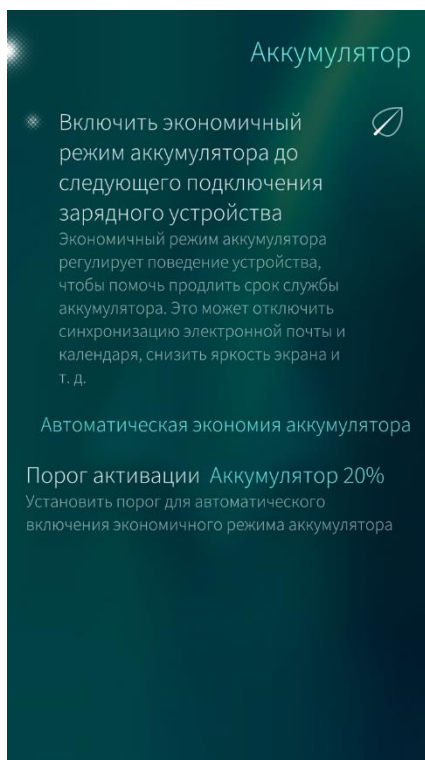 Аккумулятор
Включить экономичный
режим аккумулятора до
следующего подключения
зарядного устройства
Экономичный режим аккумулятора
регулирует поведение устройства,
чтобы помочь продлить срок службы
аккумулятора. Это может отключить
синхронизацию электронной почты и
календаря, снизить яркость экрана и
т. д.
Автоматическая экономия аккумулятора
Порог активации Аккумулятор 20%
Установить порог для автоматического
включения экономичного режима аккумулятора